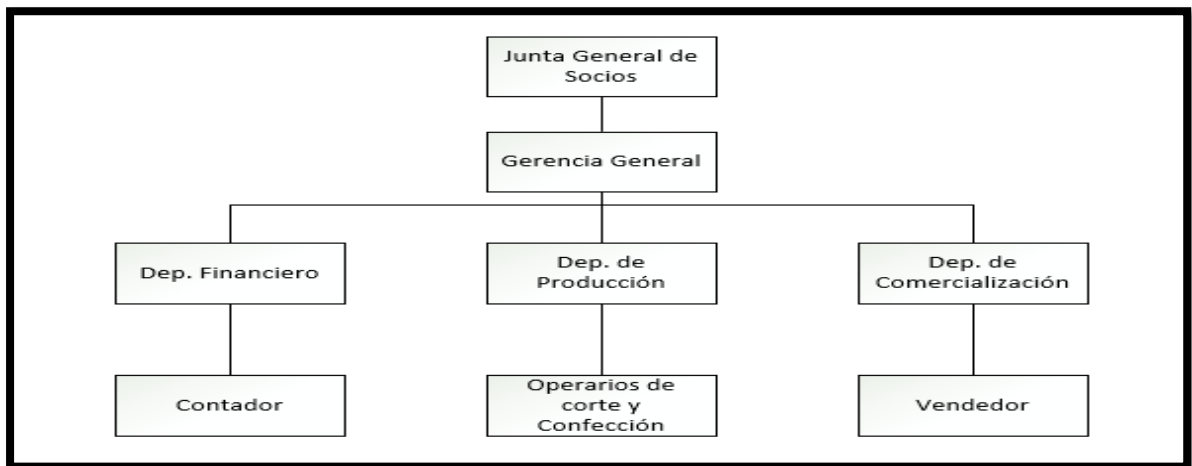 Junta General de
Socios
Gerencia General
Dep. Financiero
Dep. de
Producción
Dep. de
Comercialización
Contador
Operarios de
corte y
Confección
Vendedor